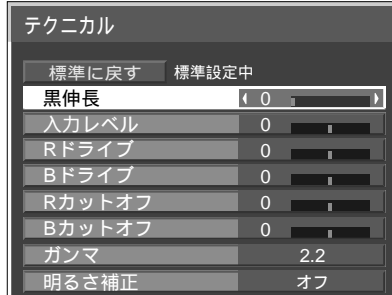 テクニカル
標準に戻す 標準設定中
黒伸長 0
入力レベル 0
Rドライブ 0
Bドライブ 0
Rカットオフ 0
Bカットオフ 0
ガンマ 2.2
明るさ補正 オフ